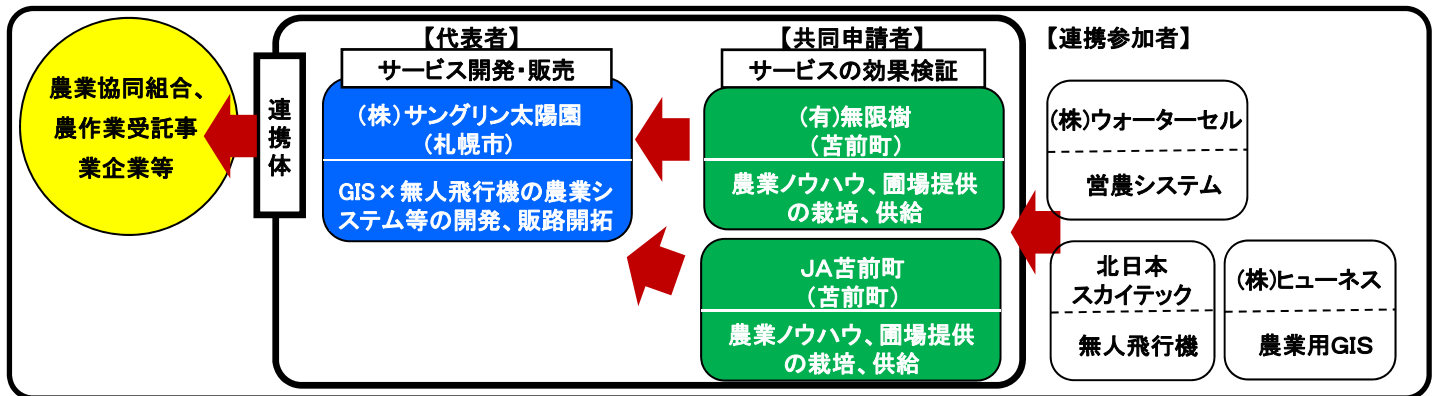 農業協同組合、
農作業受託事
業企業等
連
携
体
【代表者】
サービス開発・販売
(株)サングリン太陽園
(札幌市)
GIS×無人飛行機の農業シ
ステム等の開発、販路開拓
【共同申請者】
サービスの効果検証
(有)無限樹
(苫前町)
農業ノウハウ、圃場提供
の栽培、供給
JA苫前町
(苫前町)
農業ノウハウ、圃場提供
の栽培、供給
【連携参加者】
(株)ウォーターセル
営農システム
北日本
スカイテック
無人飛行機
(株)ヒューネス
農業用GIS